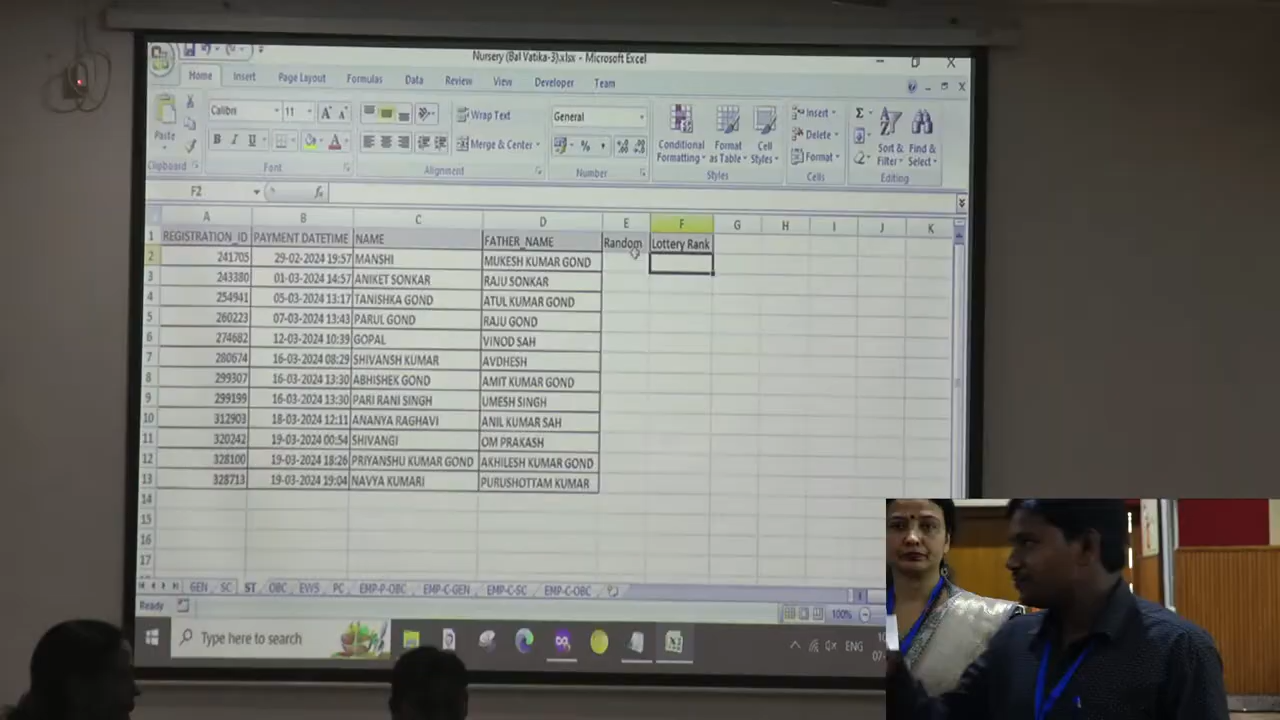 Nursery (Bal Vatika-3).xlsx - Microsoft Excel
Home Insert Page Layout Formulas Data Review View Developer Team
Paste Calibri 11 Wrap Text General Insert
B I U Merge & Center % , Conditional Formatting Format as Table Cell Styles Delete Format Σ Sort & Filter Find & Select
Clipboard Font Alignment Number Styles Cells Editing
F2 fx
A B C D E F G H I J K
1 REGISTRATION_ID PAYMENT DATETIME NAME FATHER_NAME Random Lottery Rank
2 241705 29-02-2024 19:57 MANSHI MUKESH KUMAR GOND
3 243380 01-03-2024 14:57 ANIKET SONKAR RAJU SONKAR
4 254941 05-03-2024 13:17 TANISHKA GOND ATUL KUMAR GOND
5 260223 07-03-2024 13:43 PARUL GOND RAJU GOND
6 274682 12-03-2024 10:39 GOPAL VINOD SAH
7 280674 16-03-2024 08:29 SHIVANSH KUMAR AVDHESH
8 299307 16-03-2024 13:30 ABHISHEK GOND AMIT KUMAR GOND
9 299199 16-03-2024 13:30 PARI RANI SINGH UMESH SINGH
10 312903 18-03-2024 12:11 ANANYA RAGHAVI ANIL KUMAR SAH
11 320242 19-03-2024 00:54 SHIVANGI OM PRAKASH
12 328100 19-03-2024 18:26 PRIYANSHU KUMAR GOND AKHILESH KUMAR GOND
13 328713 19-03-2024 19:04 NAVYA KUMARI PURUSHOTTAM KUMAR
14
15
16
17
GEN SC ST OBC EWS PC EMP-P-OBC EMP-C-GEN EMP-C-SC EMP-C-OBC
Ready 100%
Type here to search ENG